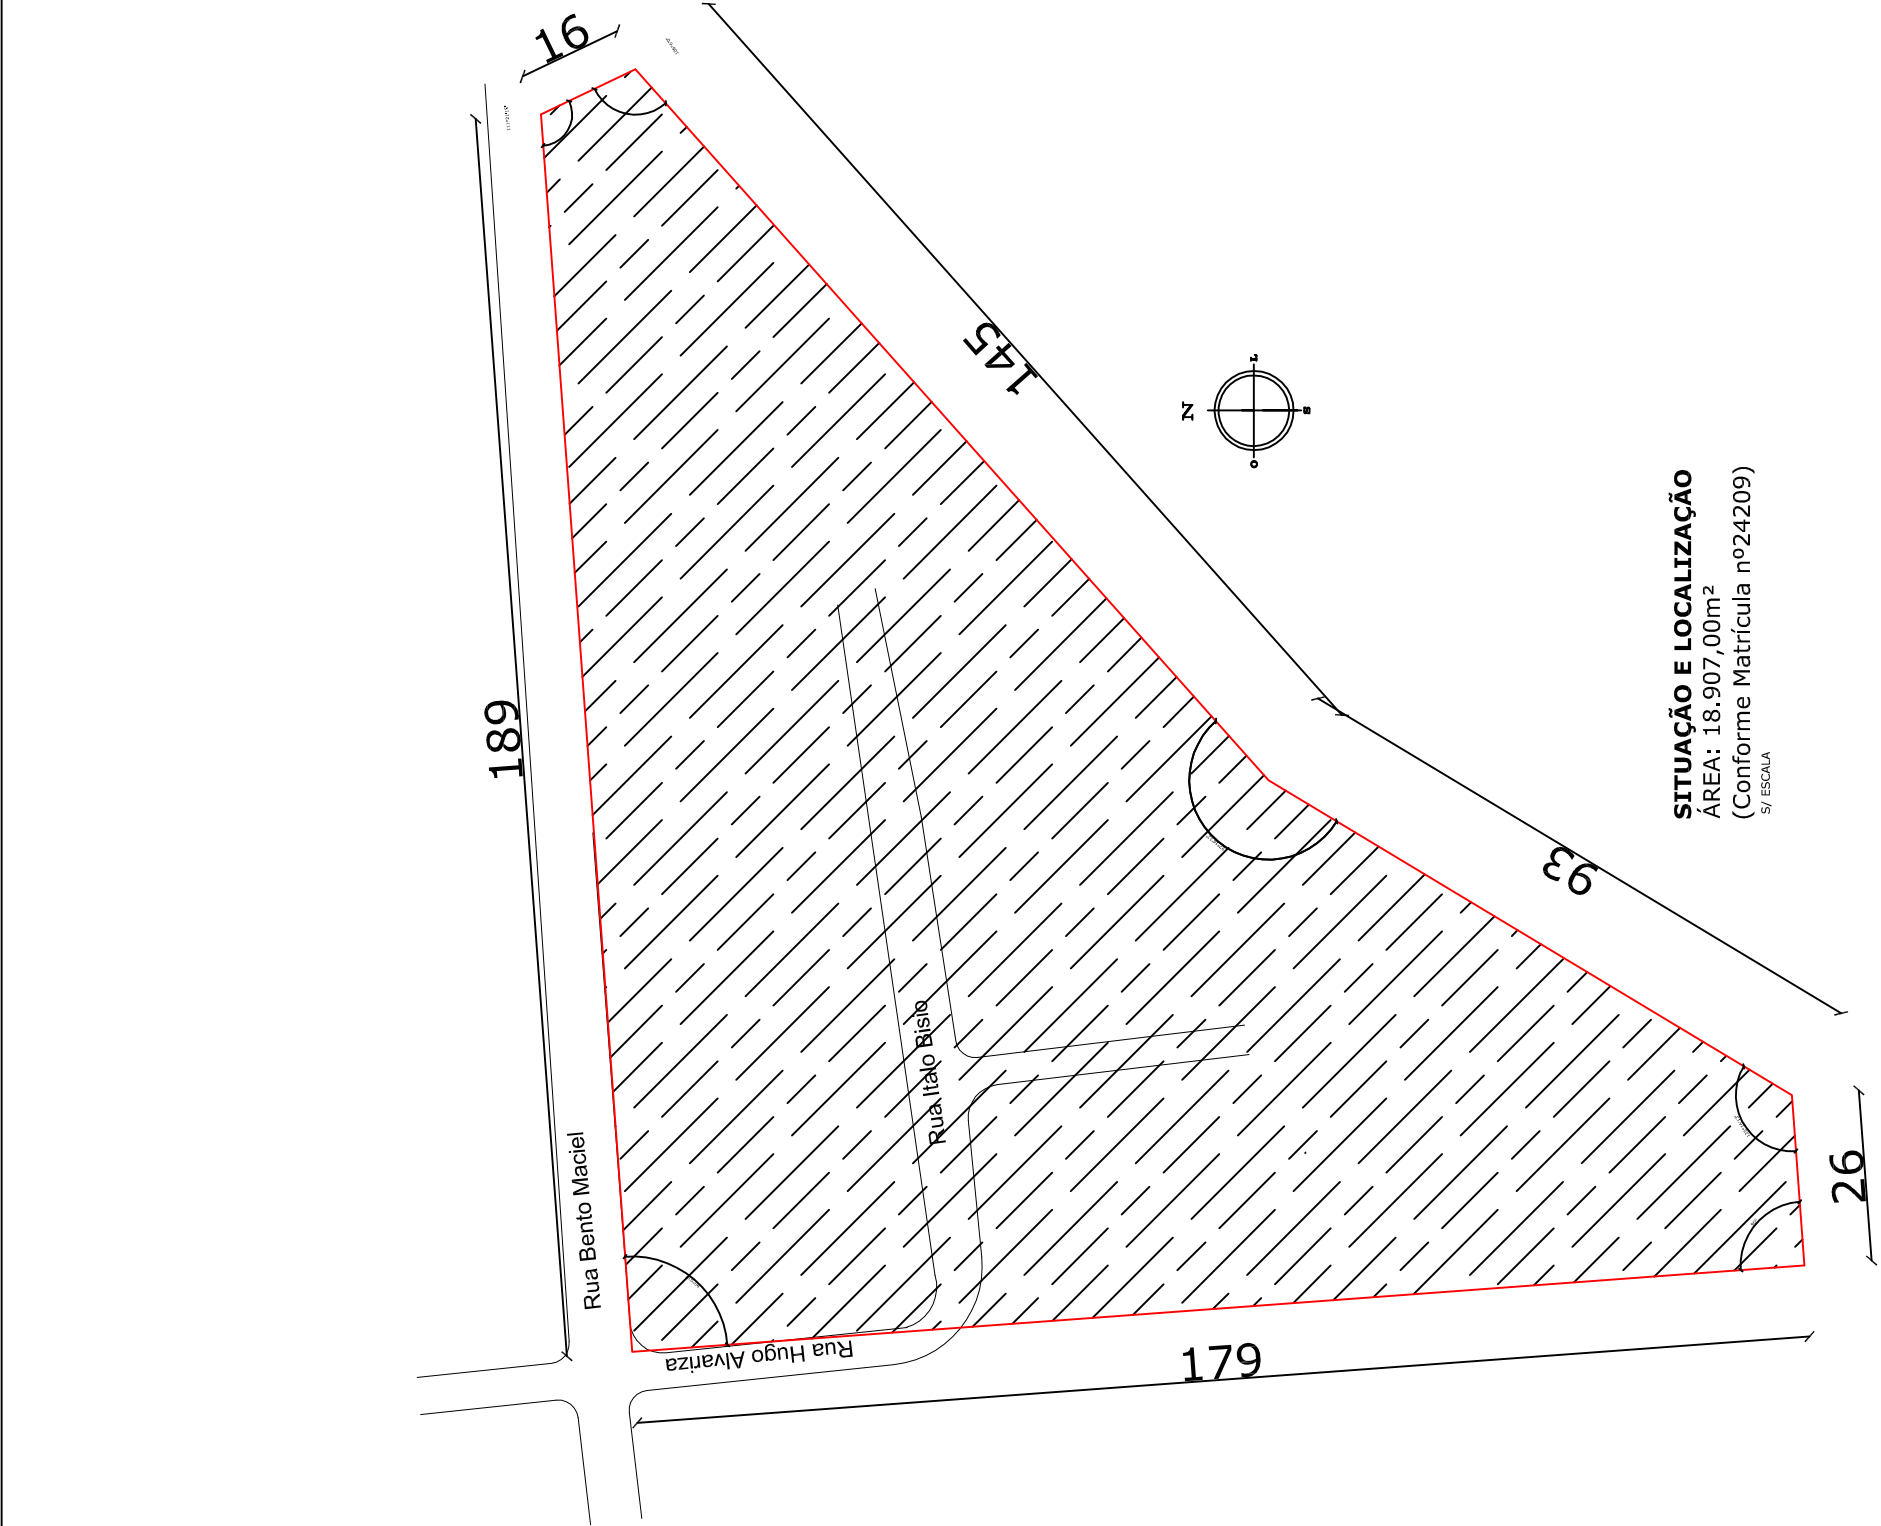 16
145
189
N
S
L
O
93
26
179
Rua Bento Maciel
Rua Italo Bisio
Rua Hugo Alvariza
SITUAÇÃO E LOCALIZAÇÃO
ÁREA: 18.907,00m²
(Conforme Matrícula nº24209)
S/ ESCALA